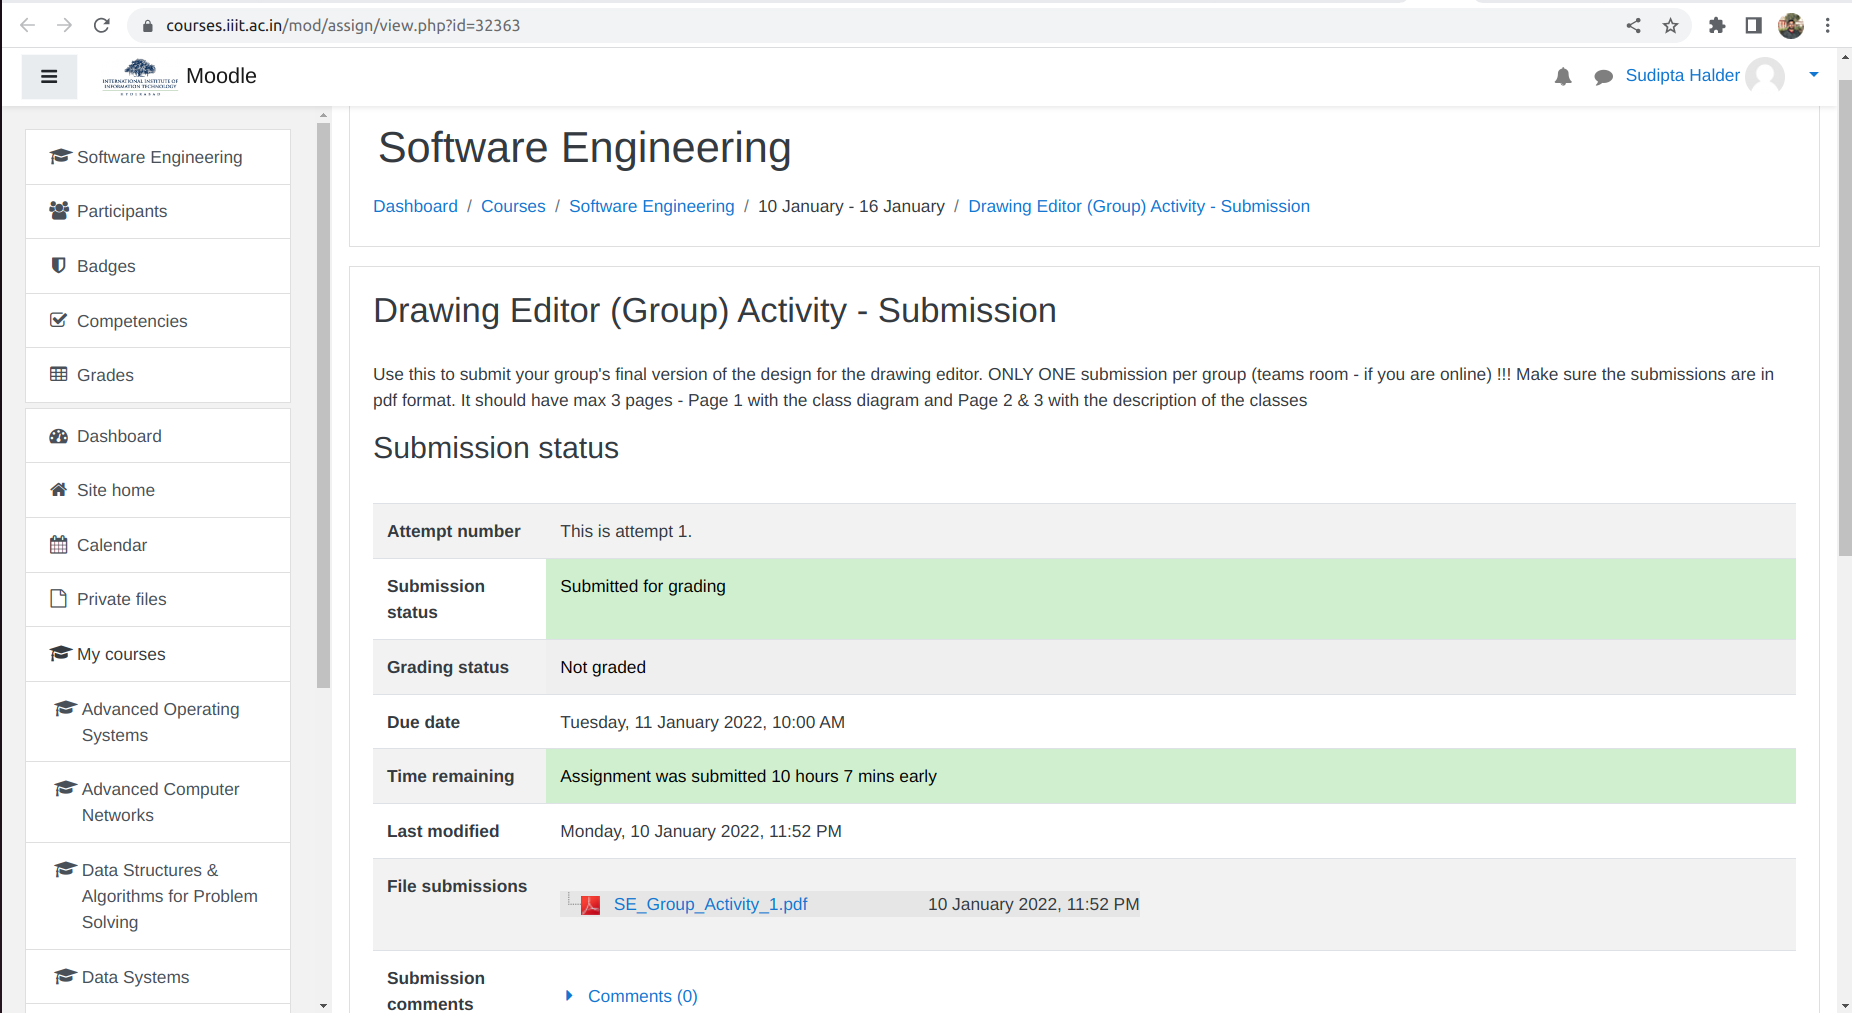 courses.iiit.ac.in/mod/assign/view.php?id=32363
INTERNATIONAL INSTITUTE OF
INFORMATION TECHNOLOGY
HYDERABAD
Moodle
Sudipta Halder
Software Engineering
Participants
Badges
Competencies
Grades
Dashboard
Site home
Calendar
Private files
My courses
Advanced Operating
Systems
Advanced Computer
Networks
Data Structures &
Algorithms for Problem
Solving
Data Systems
Software Engineering
Dashboard / Courses / Software Engineering / 10 January - 16 January / Drawing Editor (Group) Activity - Submission
Drawing Editor (Group) Activity - Submission
Use this to submit your group's final version of the design for the drawing editor. ONLY ONE submission per group (teams room - if you are online) !!! Make sure the submissions are in
pdf format. It should have max 3 pages - Page 1 with the class diagram and Page 2 & 3 with the description of the classes
Submission status
Attempt number This is attempt 1.
Submission
status
Submitted for grading
Grading status Not graded
Due date Tuesday, 11 January 2022, 10:00 AM
Time remaining Assignment was submitted 10 hours 7 mins early
Last modified Monday, 10 January 2022, 11:52 PM
File submissions
SE_Group_Activity_1.pdf 10 January 2022, 11:52 PM
Submission
comments
Comments (0)